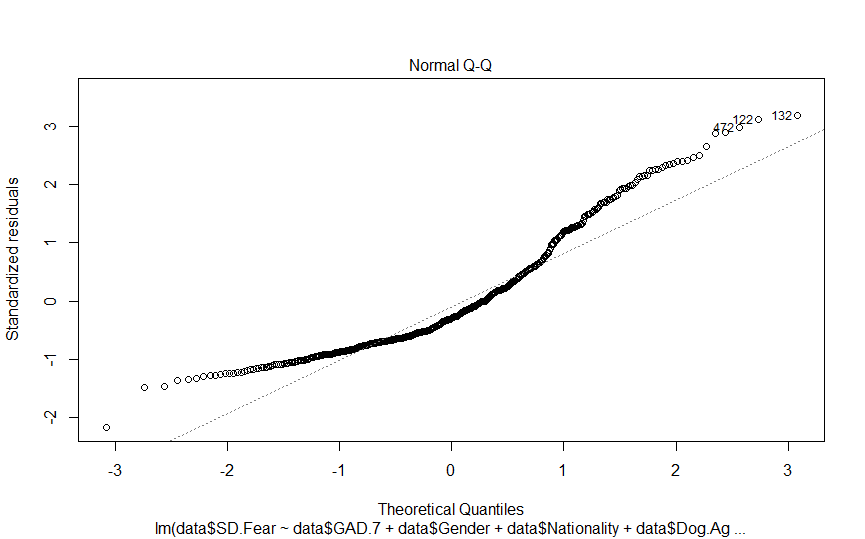 Normal Q-Q
Standardized residuals
3
2
1
0
-1
-2
472
122
132
-3 -2 -1 0 1 2 3
Theoretical Quantiles
lm(data$SD.Fear ~ data$GAD.7 + data$Gender + data$Nationality + data$Dog.Ag ...